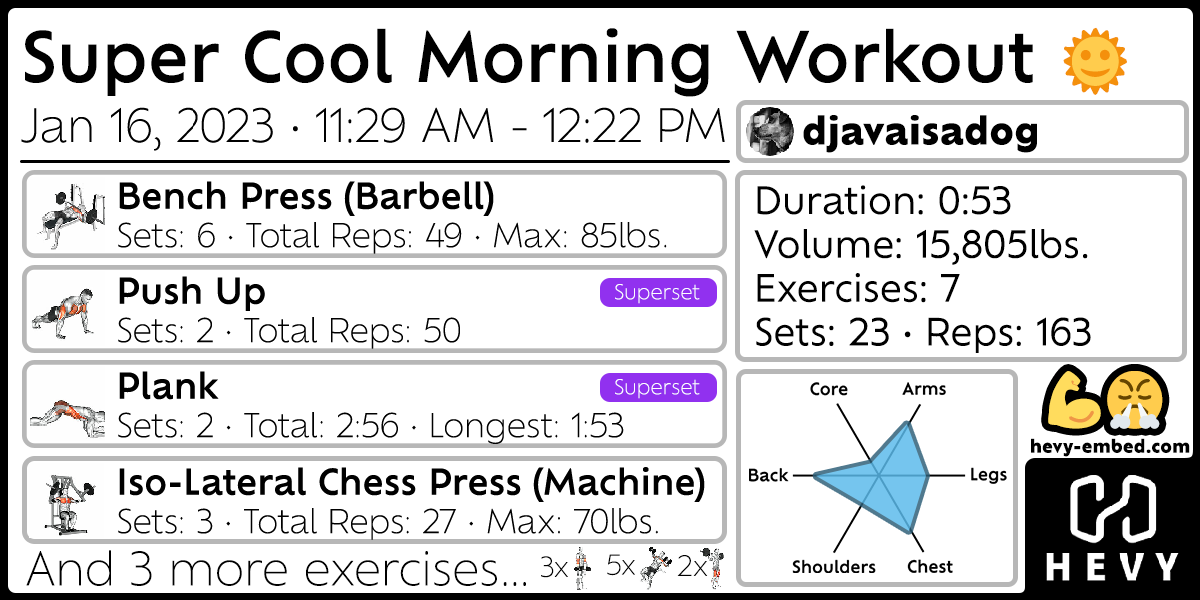 Super Cool Morning Workout 🌞
Jan 16, 2023 · 11:29 AM - 12:22 PM
djavaisadog
Bench Press (Barbell)
Sets: 6 · Total Reps: 49 · Max: 85lbs.
Push Up
Superset
Sets: 2 · Total Reps: 50
Plank
Superset
Sets: 2 · Total: 2:56 · Longest: 1:53
Iso-Lateral Chess Press (Machine)
Sets: 3 · Total Reps: 27 · Max: 70lbs.
And 3 more exercises... 3x 5x 2x
Duration: 0:53
Volume: 15,805lbs.
Exercises: 7
Sets: 23 · Reps: 163
Core
Arms
Back
Legs
Shoulders
Chest
hevy-embed.com
HEVY